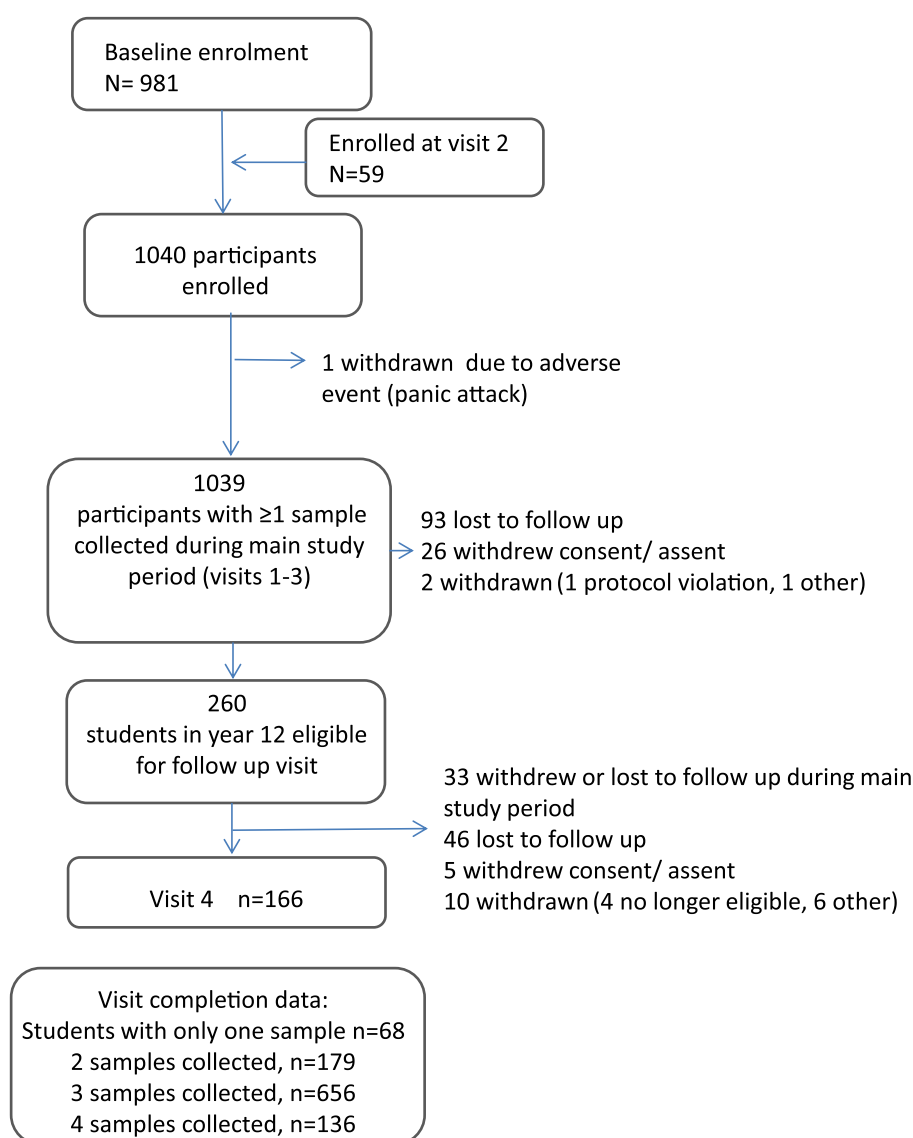 Baseline enrolment
N= 981
Enrolled at visit 2
N=59
1040 participants
enrolled
1 withdrawn  due to adverse
event (panic attack)
1039
participants with ≥1 sample
collected during main study
period (visits 1-3)
93 lost to follow up
26 withdrew consent/ assent
2 withdrawn (1 protocol violation, 1 other)
260
students in year 12 eligible
for follow up visit
33 withdrew or lost to follow up during main
study period
46 lost to follow up
5 withdrew consent/ assent
10 withdrawn (4 no longer eligible, 6 other)
Visit 4    n=166
Visit completion data:
Students with only one sample n=68
2 samples collected, n=179
3 samples collected, n=656
4 samples collected, n=136